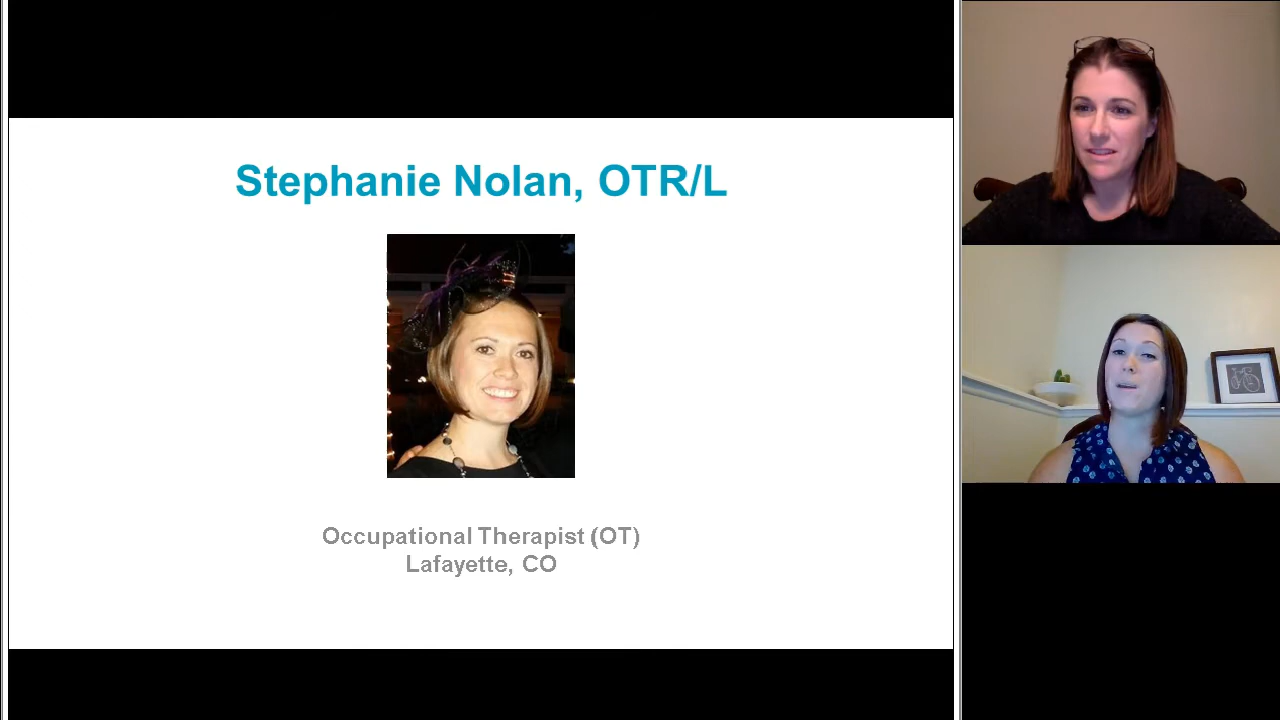 Stephanie Nolan, OTR/L
Occupational Therapist (OT)
Lafayette, CO